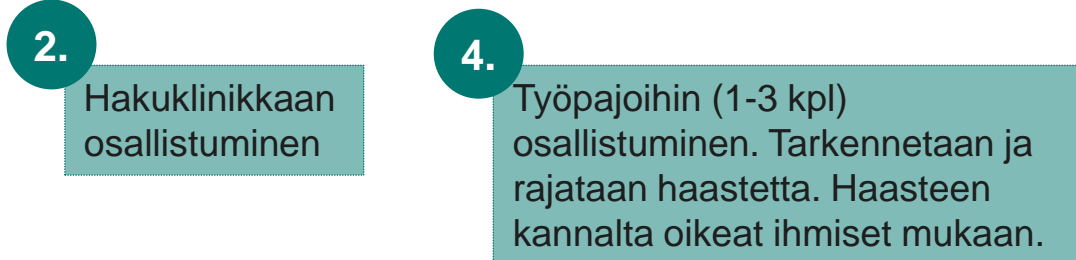 2.
Hakuklinikkaan
osallistuminen
4.
Työpajoihin (1-3 kpl)
osallistuminen. Tarkennetaan ja
rajataan haastetta. Haasteen
kannalta oikeat ihmiset mukaan.